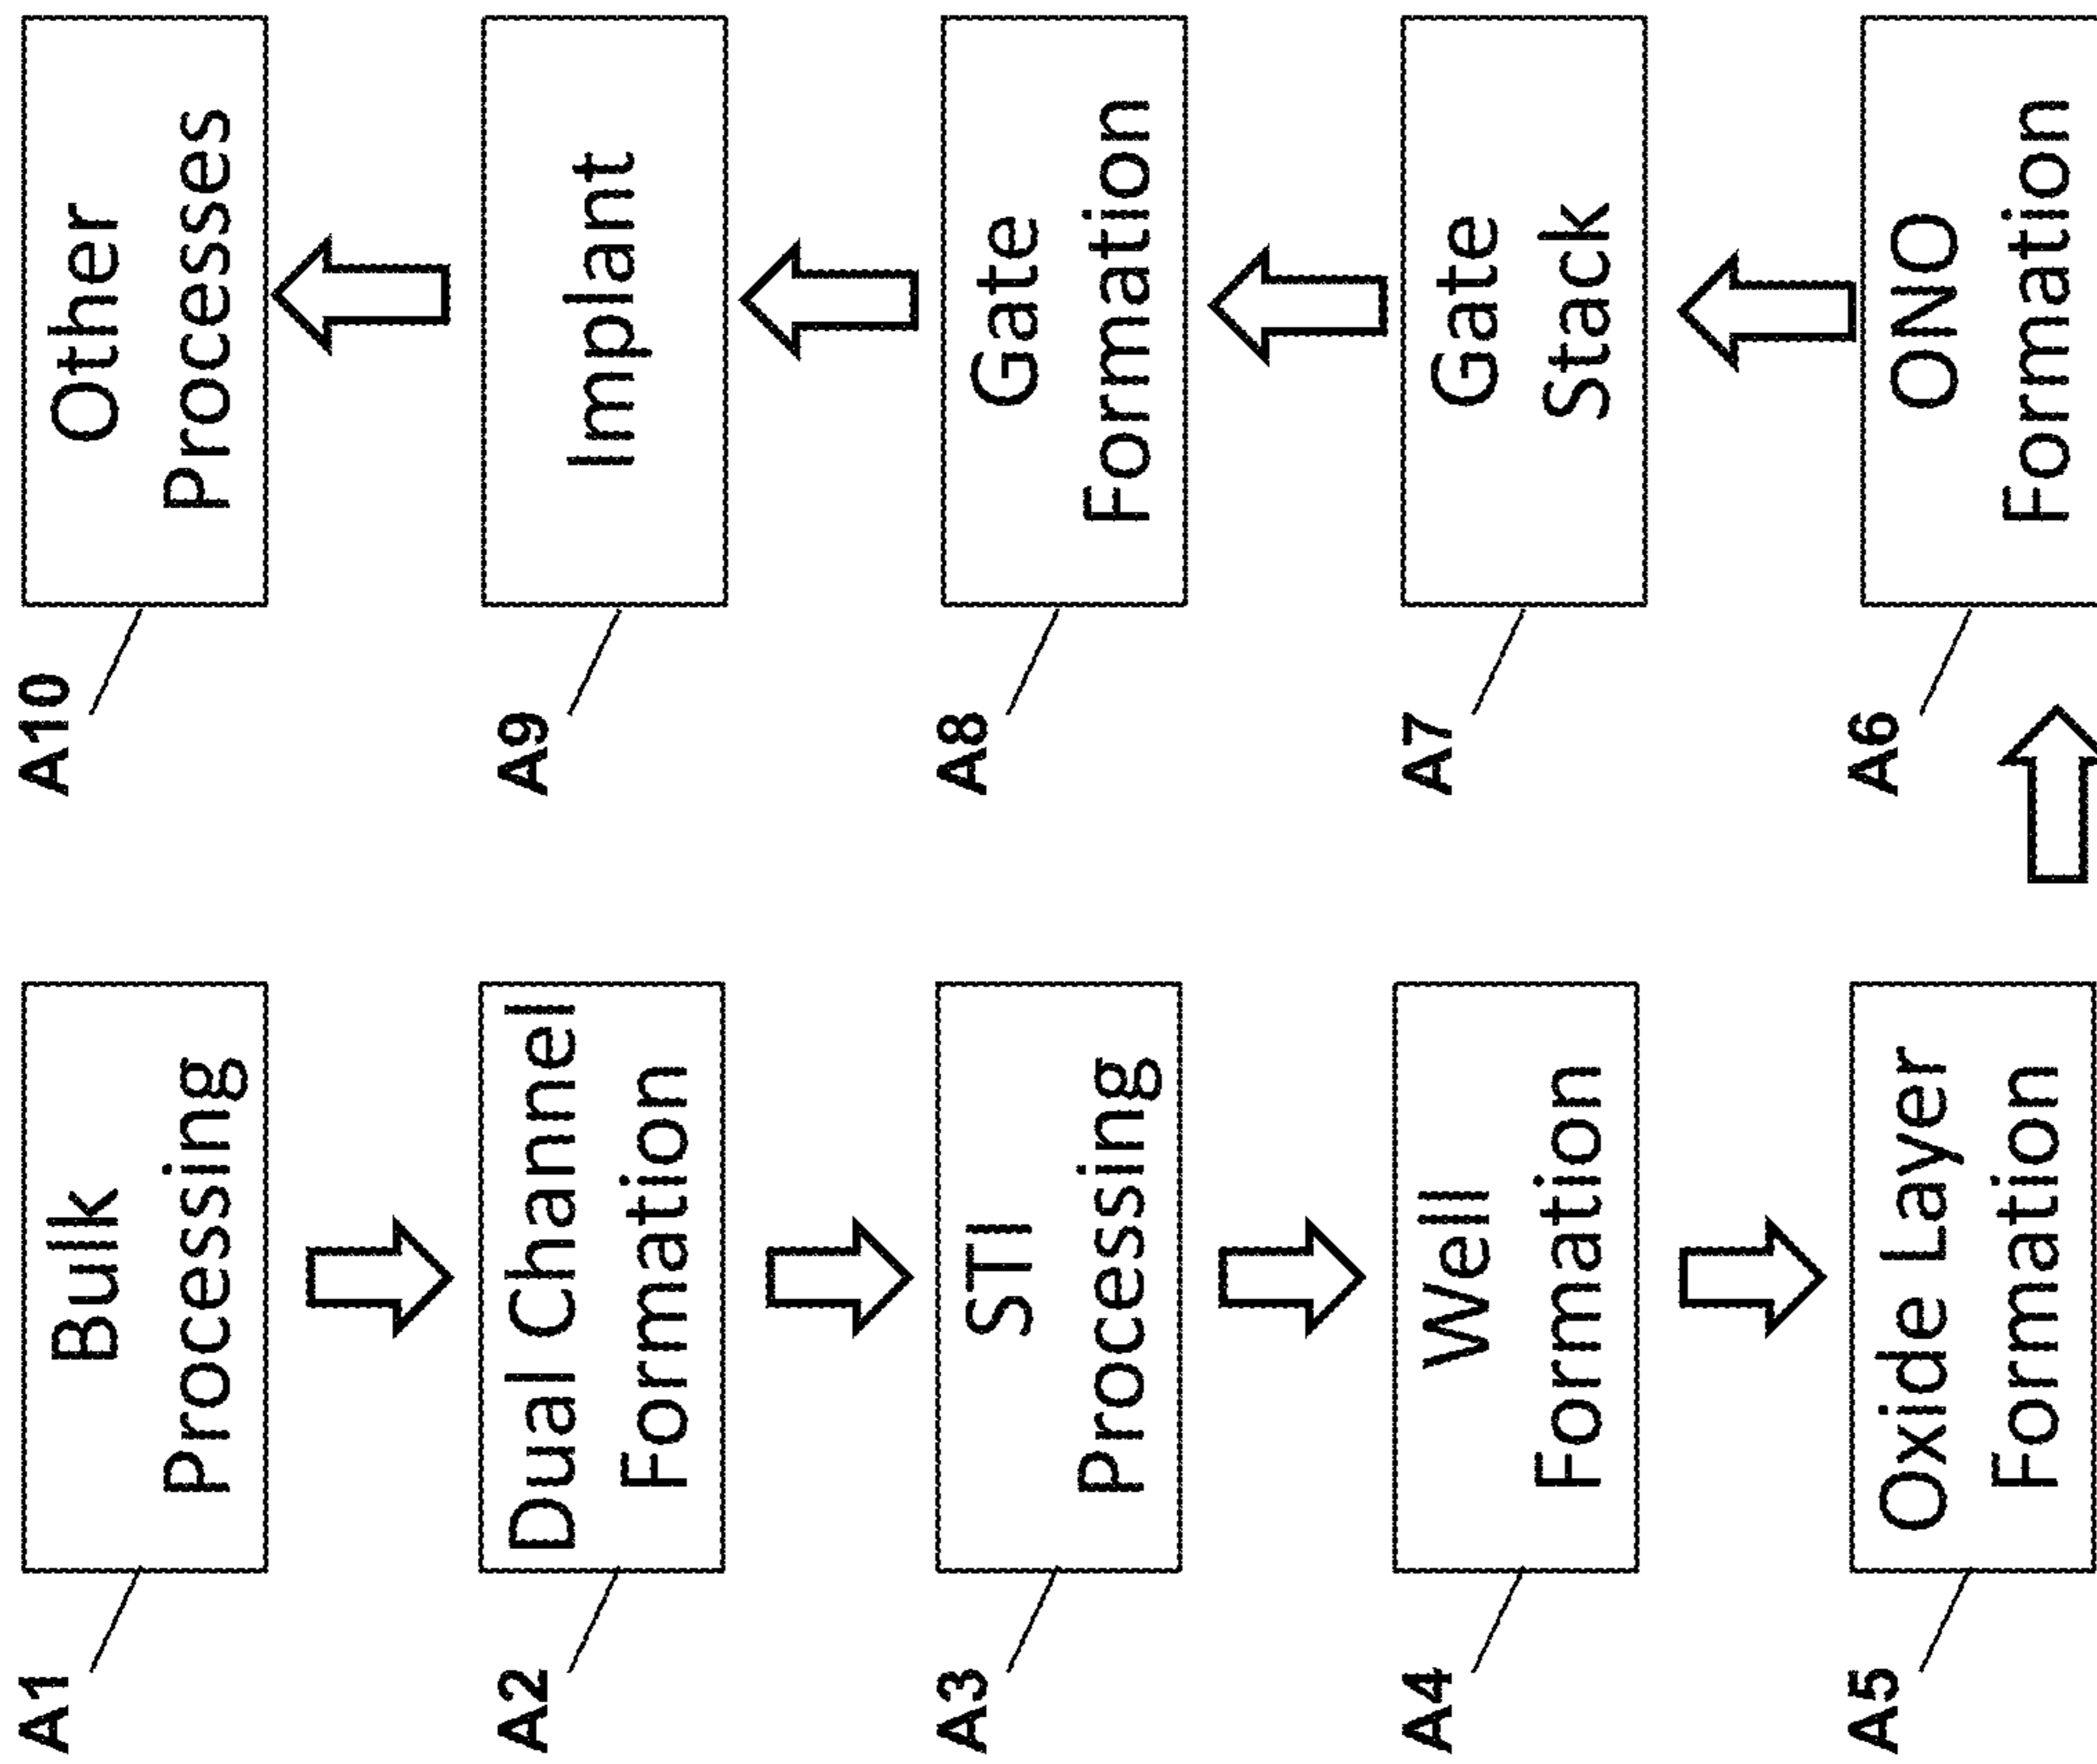 A1
Bulk
Processing
A2
Dual Channel
Formation
A3
STI
Processing
A4
Well
Formation
A5
Oxide Layer
Formation
A6
ONO
Formation
A7
Gate
Stack
A8
Gate
Formation
A9
Implant
A10
Other
Processes